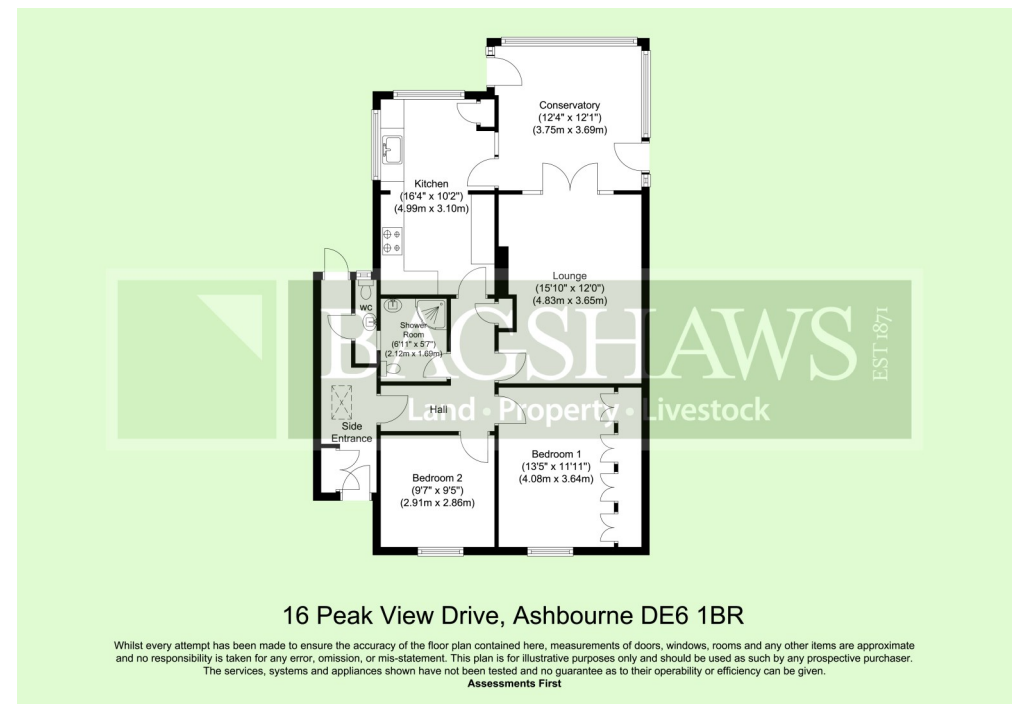 Conservatory
(12'4" x 12'1")
(3.75m x 3.69m)
Kitchen
(16'4" x 10'2")
(4.99m x 3.10m)
Lounge
(15'10" x 12'0")
(4.83m x 3.65m)
WC
Shower
Room
(6'11" x 5'7")
(2.12m x 1.69m)
BAGSHAWS
EST 1871
Land · Property · Livestock
Hall
Side
Entrance
Bedroom 1
(13'5" x 11'11")
(4.08m x 3.64m)
Bedroom 2
(9'7" x 9'5")
(2.91m x 2.86m)
16 Peak View Drive, Ashbourne DE6 1BR
Whilst every attempt has been made to ensure the accuracy of the floor plan contained here, measurements of doors, windows, rooms and any other items are approximate
and no responsibility is taken for any error, omission, or mis-statement. This plan is for illustrative purposes only and should be used as such by any prospective purchaser.
The services, systems and appliances shown have not been tested and no guarantee as to their operability or efficiency can be given.
Assessments First